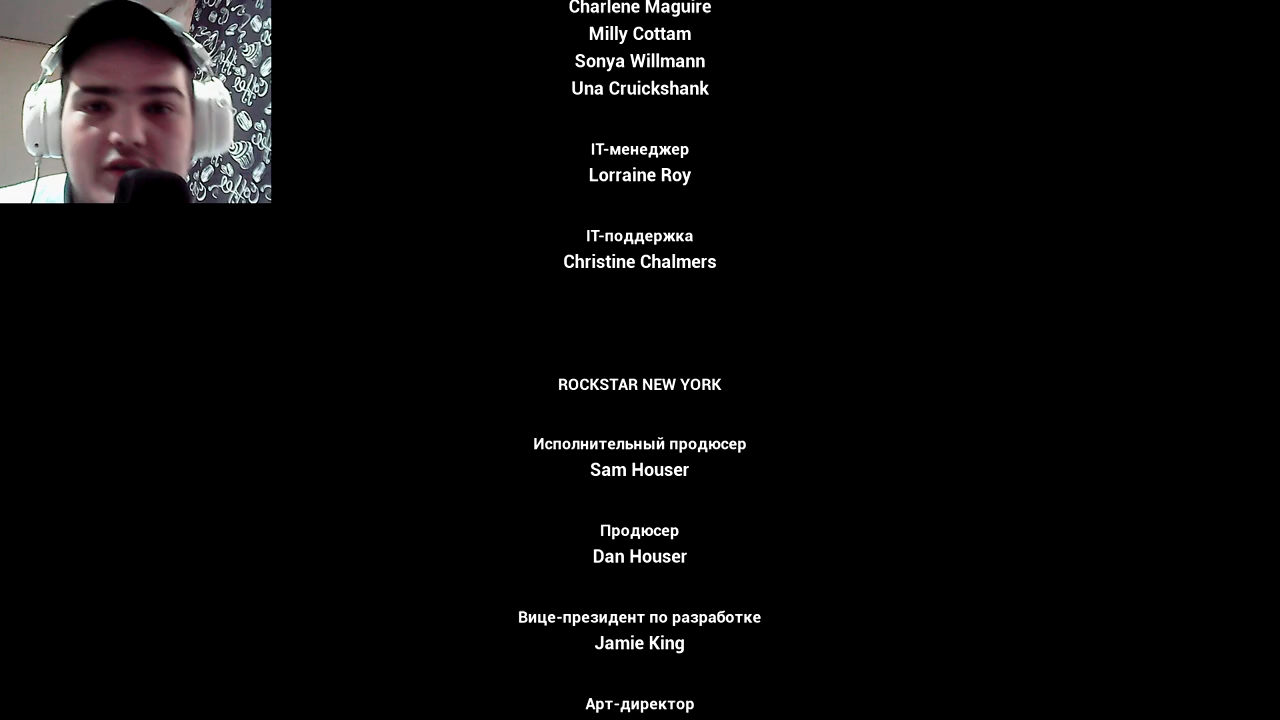 Charlene Maguire
Milly Cottam
Sonya Willmann
Una Cruickshank
IT-менеджер
Lorraine Roy
IT-поддержка
Christine Chalmers
ROCKSTAR NEW YORK
Исполнительный продюсер
Sam Houser
Продюсер
Dan Houser
Вице-президент по разработке
Jamie King
Арт-директор